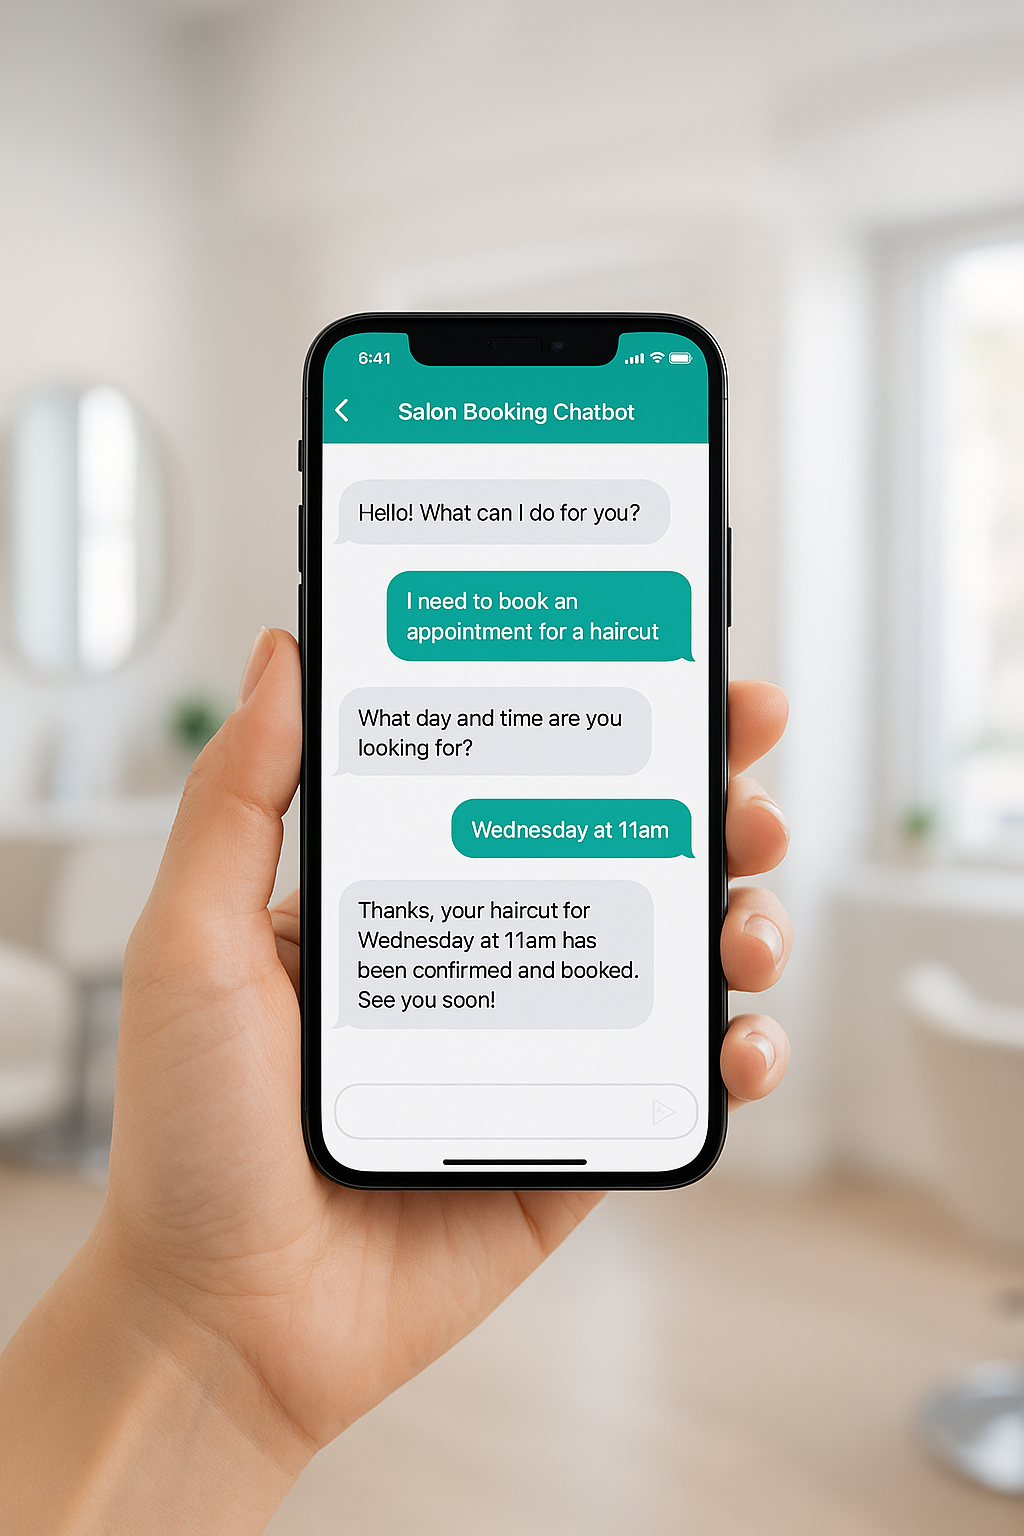 6:41
Salon Booking Chatbot
Hello! What can I do for you?
I need to book an
appointment for a haircut
What day and time are you
looking for?
Wednesday at 11am
Thanks, your haircut for
Wednesday at 11am has
been confirmed and booked.
See you soon!